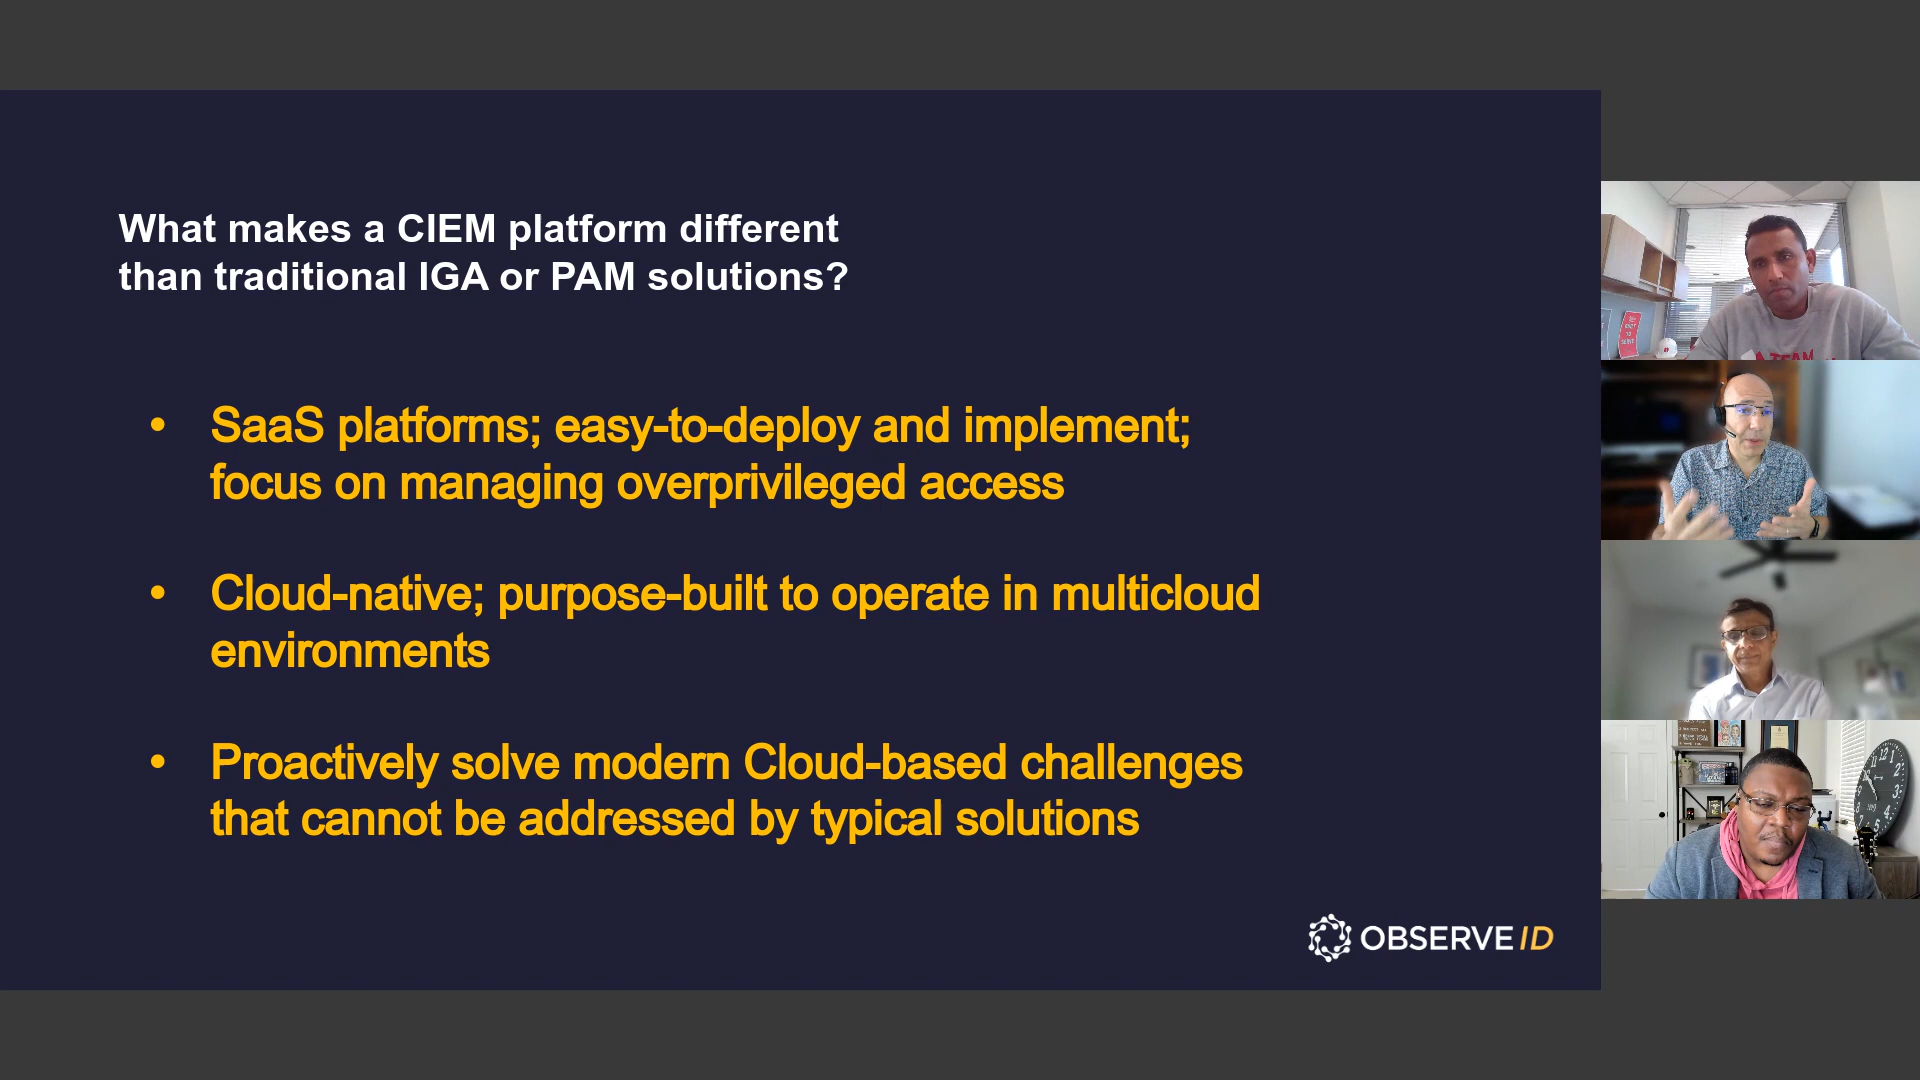 What makes a CIEM platform different
than traditional IGA or PAM solutions?
• SaaS platforms; easy-to-deploy and implement;
focus on managing overprivileged access
• Cloud-native; purpose-built to operate in multicloud
environments
• Proactively solve modern Cloud-based challenges
that cannot be addressed by typical solutions
OBSERVE ID
TEAM